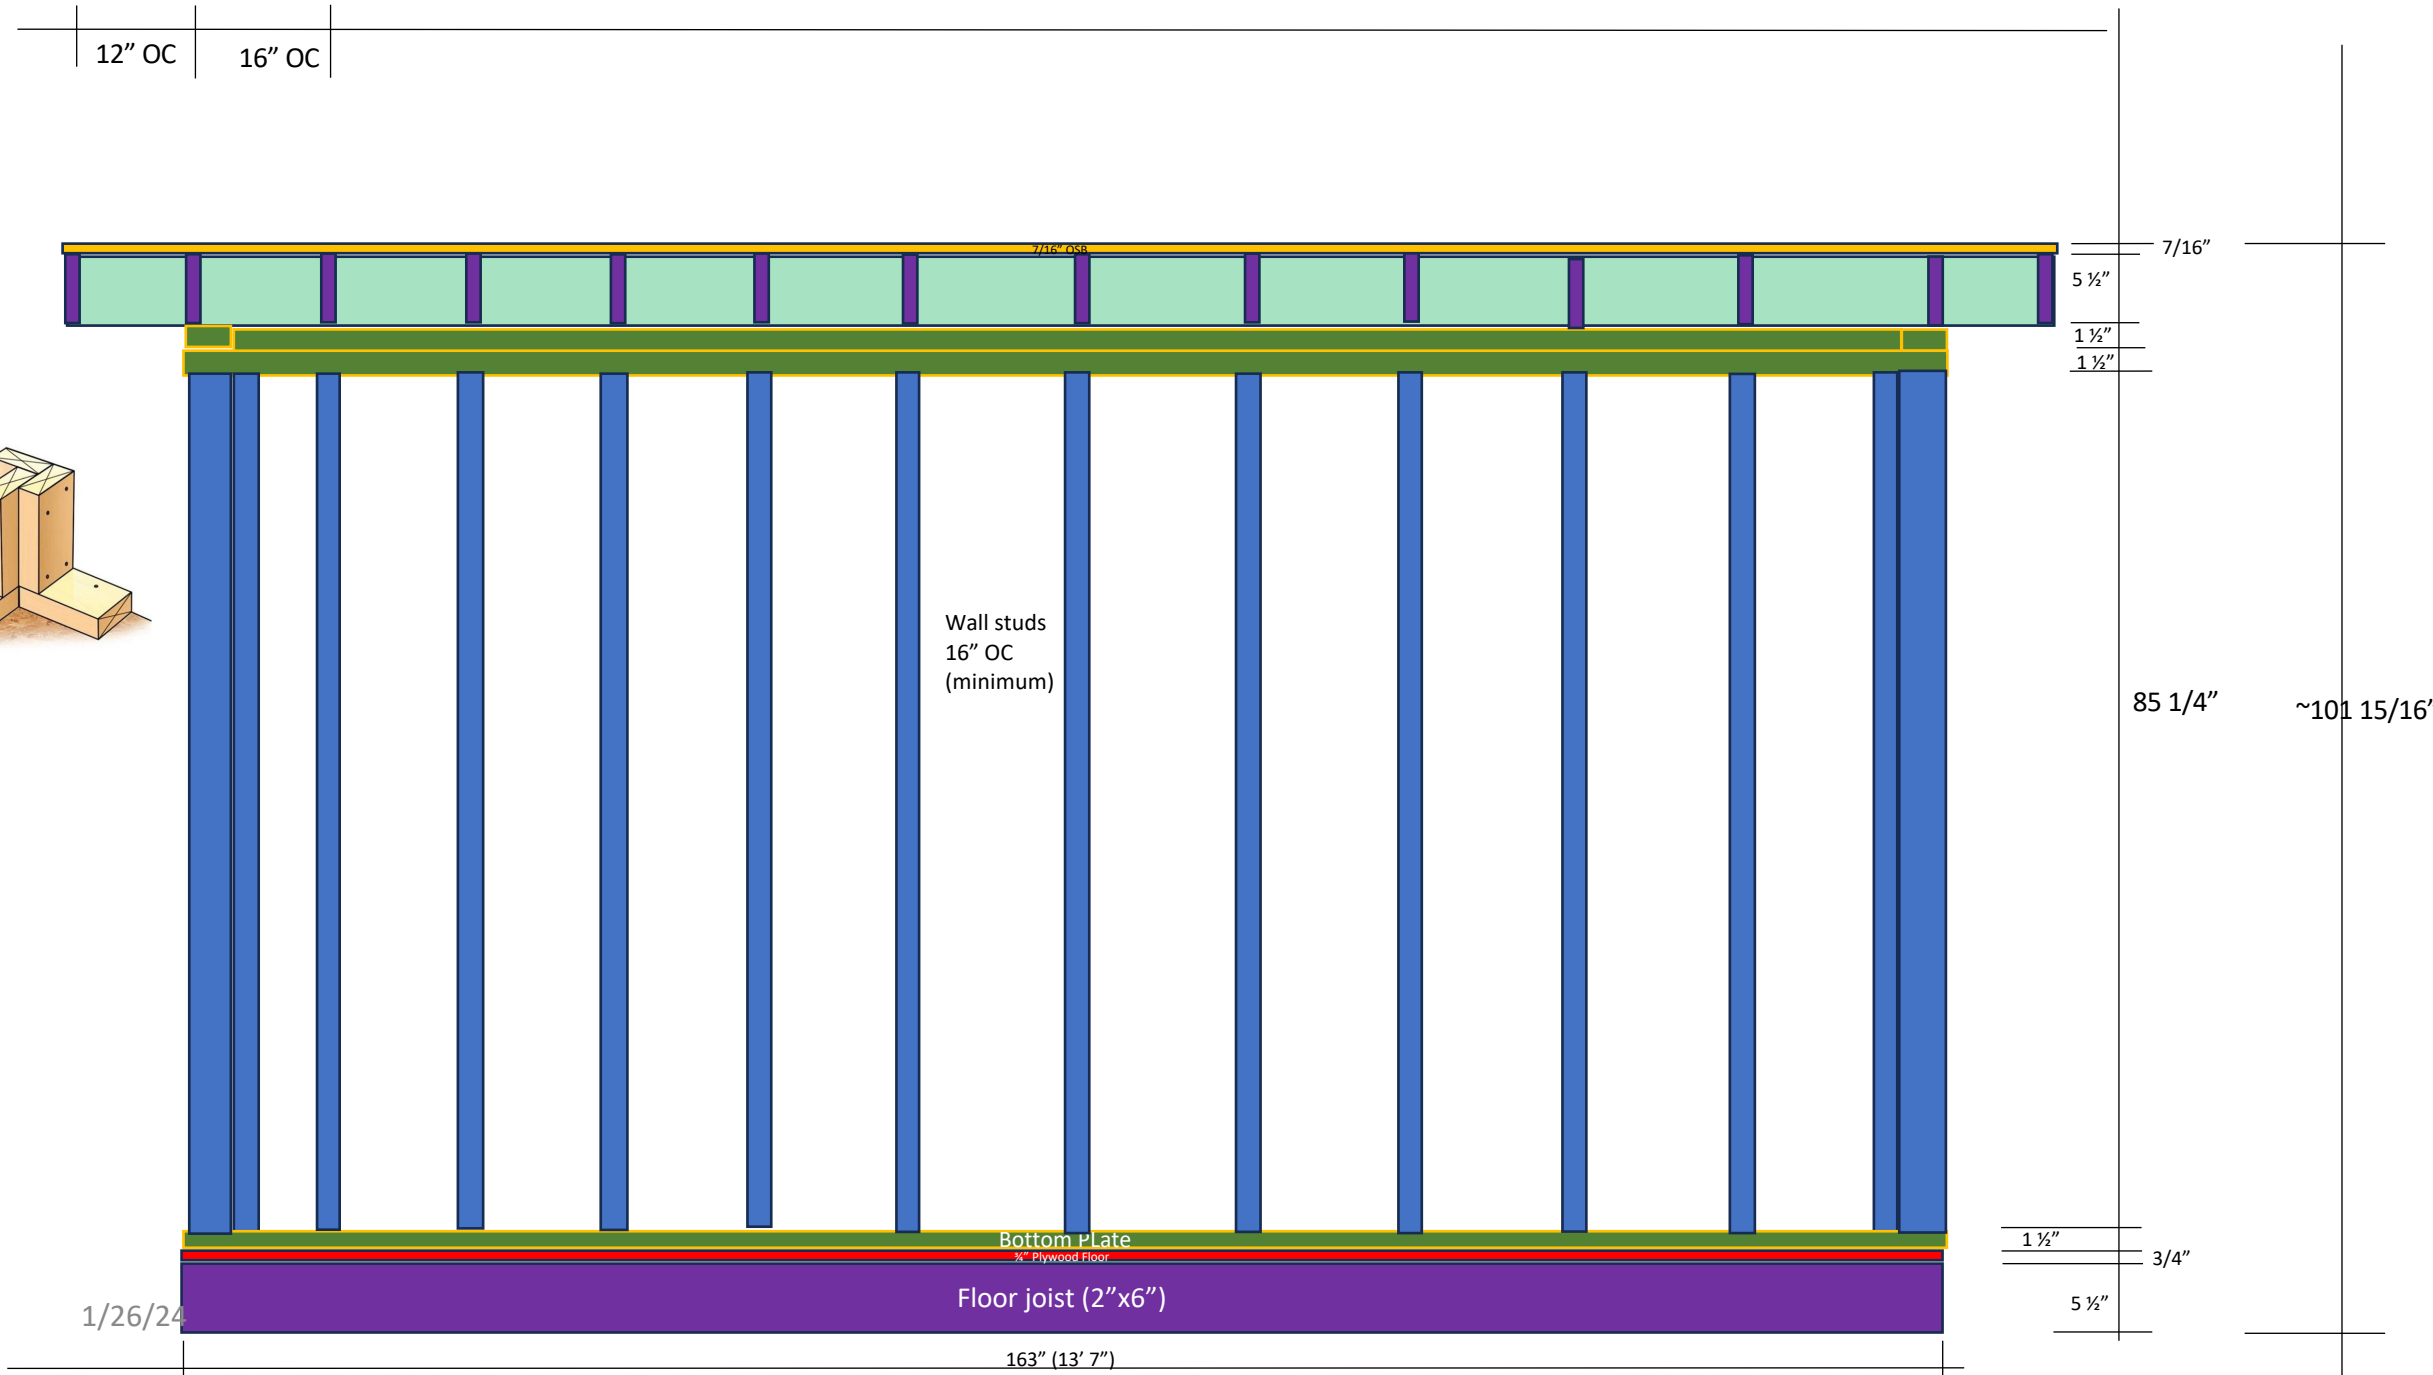 12” OC
16” OC
7/16” OSB
7/16”
5 ½”
1 ½”
1 ½”
Wall studs
16” OC
(minimum)
85 1/4”
~101 15/16’
Bottom PLate
1 ½”
¾” Plywood Floor
3/4”
Floor joist (2”x6”)
5 ½”
1/26/24
163” (13’ 7”)